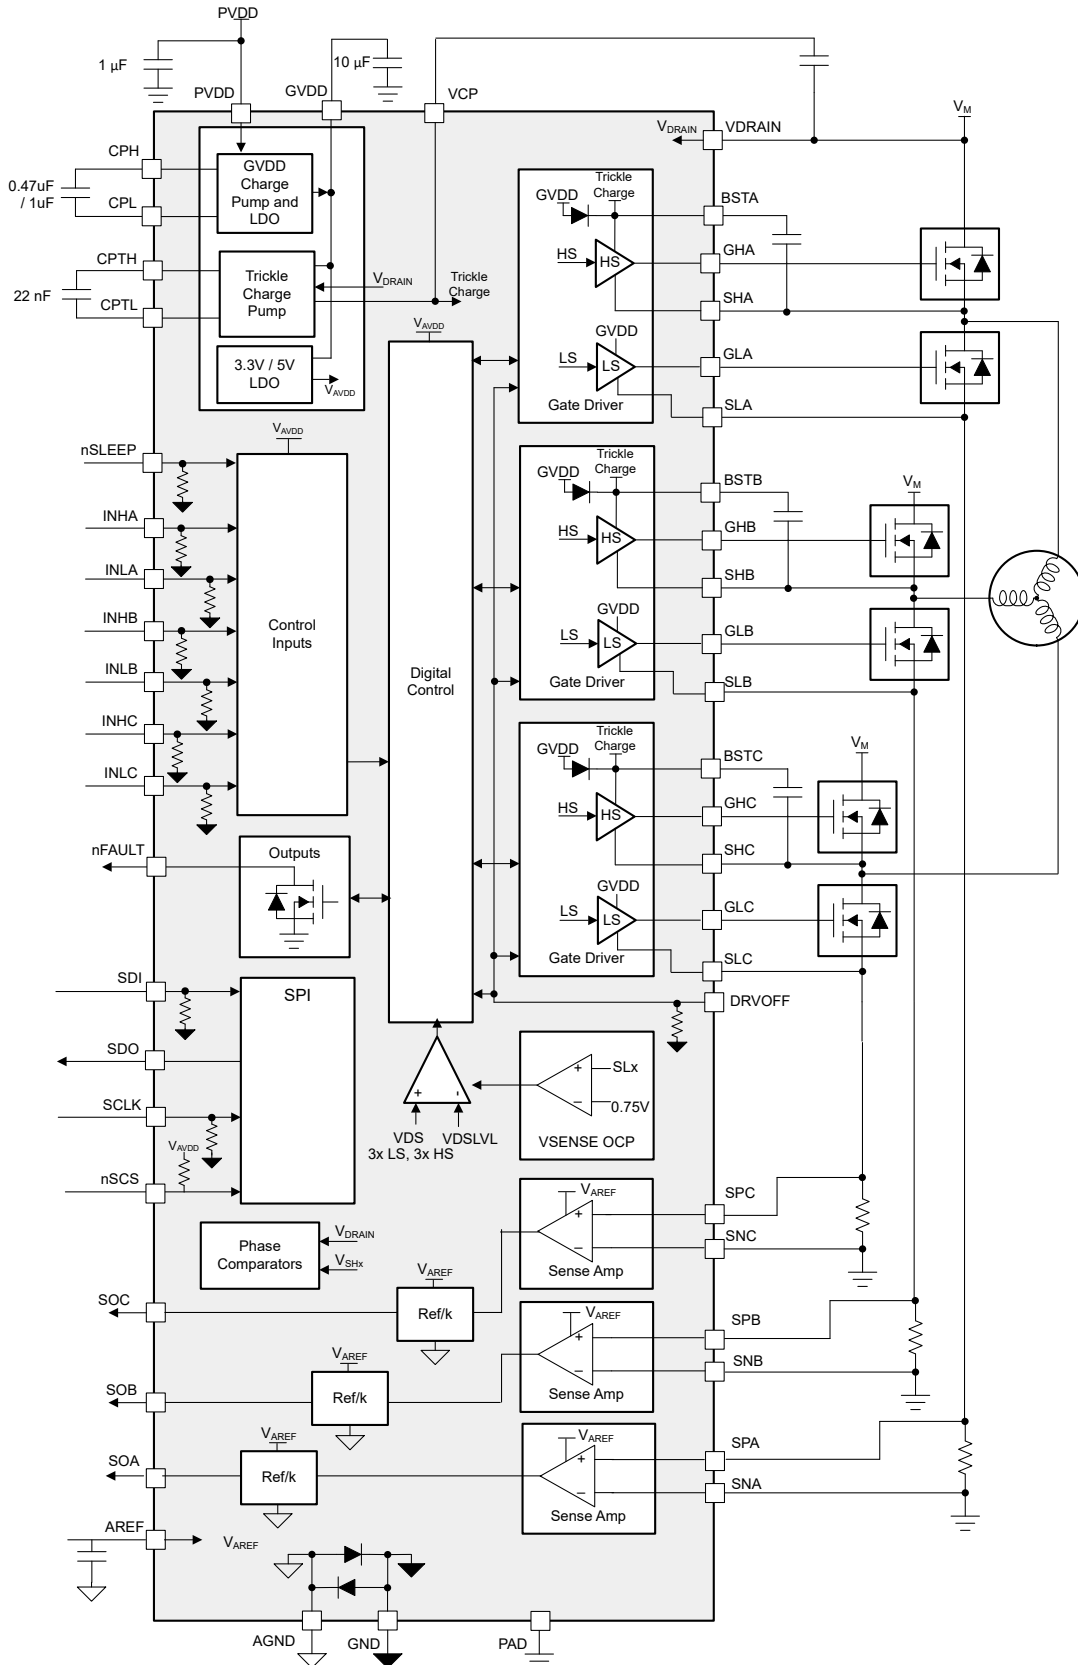 PVDD
1 µF
10 µF
PVDD
GVDD
VCP
VM
VDRAIN
VDRAIN
CPH
0.47uF
/ 1uF
CPL
GVDD
Charge
Pump and
LDO
CPTH
22 nF
CPTL
Trickle
Charge
Pump
VDRAIN
Trickle
Charge
3.3V / 5V
LDO
VAVDD
VAVDD
Trickle
Charge
GVDD
HS
HS
GVDD
LS
LS
Gate Driver
BSTA
GHA
SHA
GLA
SLA
nSLEEP
INHA
INLA
INHB
INLB
INHC
INLC
VAVDD
Control
Inputs
Digital
Control
Trickle
Charge
GVDD
HS
HS
GVDD
LS
LS
Gate Driver
BSTB
GHB
SHB
GLB
SLB
VM
Trickle
Charge
GVDD
HS
HS
GVDD
LS
LS
Gate Driver
BSTC
GHC
SHC
GLC
SLC
VM
DRVOFF
nFAULT
Outputs
SDI
SDO
SCLK
VAVDD
nSCS
SPI
+
-
VDS
3x LS, 3x HS
VDSLVL
+
SLx
−
0.75V
VSENSE OCP
Phase
Comparators
VDRAIN
VSHx
VAREF
+
−
Sense Amp
SPC
SNC
SOC
VAREF
Ref/k
VAREF
+
−
Sense Amp
SPB
SNB
SOB
VAREF
Ref/k
VAREF
+
−
Sense Amp
SPA
SNA
SOA
VAREF
Ref/k
AREF
VAREF
AGND
GND
PAD